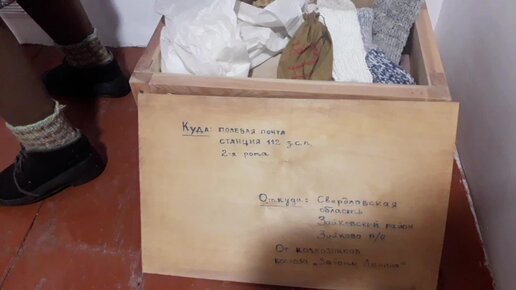 Куда: полевая почта
станция 112 з.с.п.
2-я рота
Откуда: Свердловская
область
Зайковский район
Зайково п/о
От колхозников
колхоза „Заветы Ленина"